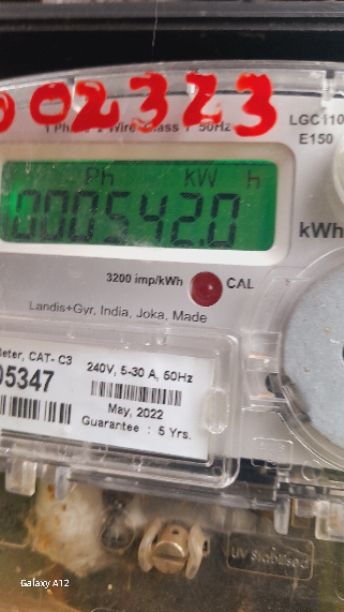 002323
1 Ph 2 Wire Class 1 50Hz
LGC110
E150
Ph KW h
000542.0
kWh
3200 imp/kWh CAL
Landis+Gyr, India, Joka, Made
Meter, CAT- C3
05347
240V, 5-30 A, 50Hz
May, 2022
Guarantee : 5 Yrs.
UV stabilised
Galaxy A12